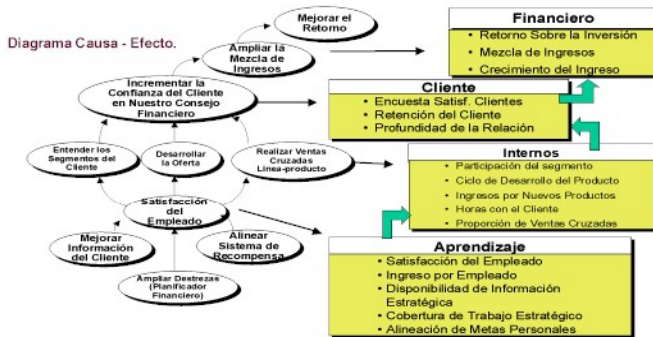 Diagrama Causa - Efecto.
Mejorar el
Retorno
Ampliar la
Mezcla de
Ingresos
Incrementar la
Confianza del Cliente
en Nuestro Consejo
Financiero
Entender los
Segmentos del
Cliente
Desarrollar
la Oferta
Realizar Ventas
Cruzadas
Línea-producto
Satisfacción
del
Empleado
Mejorar
Información
del Cliente
Alinear
Sistema de
Recompensa
Ampliar Destrezas
(Planificador
Financiero)
Financiero
• Retorno Sobre la Inversión
• Mezcla de Ingresos
• Crecimiento del Ingreso
Cliente
• Encuesta Satisf. Clientes
• Retención del Cliente
• Profundidad de la Relación
Internos
• Participación del segmento
• Ciclo de Desarrollo del Producto
• Ingresos por Nuevos Productos
• Horas con el Cliente
• Proporción de Ventas Cruzadas
Aprendizaje
• Satisfacción del Empleado
• Ingreso por Empleado
• Disponibilidad de Información
Estratégica
• Cobertura de Trabajo Estratégico
• Alineación de Metas Personales